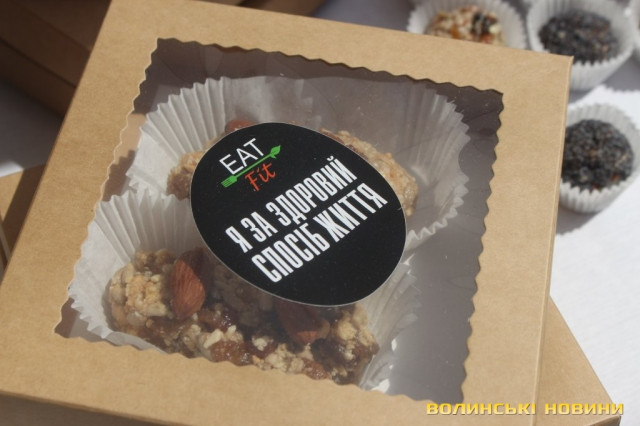 EAT
Fit
Я ЗА ЗДОРОВИЙ
СПОСІБ ЖИТТЯ
ВОЛИНСЬКІ НОВИНИ